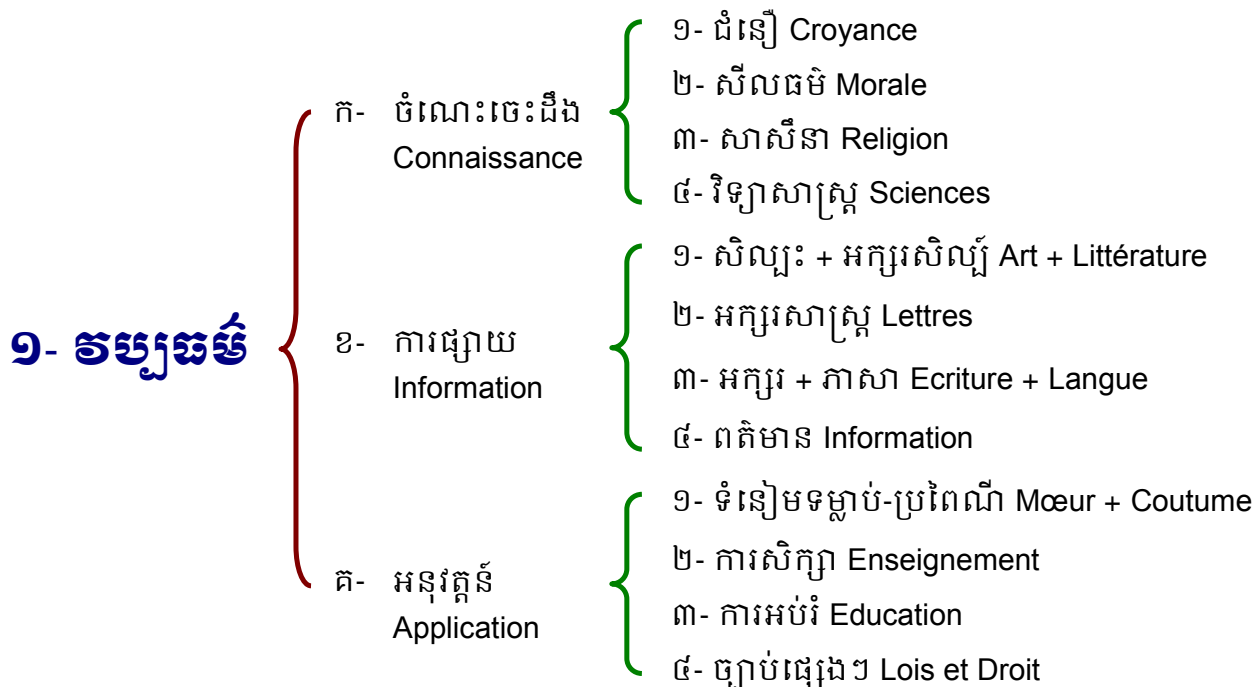 ១- វប្បធម៌
ក- ចំណេះចេះដឹង
Connaissance
១- ជំនឿ Croyance
២- សីលធម៌ Morale
៣- សាសឹនា Religion
៤- វិទ្យាសាស្រ្ត Sciences
ខ- ការផ្សាយ
Information
១- សិល្បះ + អក្សរសិល្ប៍ Art + Littérature
២- អក្សរសាស្រ្ត Lettres
៣- អក្សរ + ភាសា Ecriture + Langue
៤- ពត៌មាន Information
គ- អនុវត្តន៍
Application
១- ទំនៀមទម្លាប់-ប្រពៃណី Mœur + Coutume
២- ការសិក្សា Enseignement
៣- ការអប់រំ Education
៤- ច្បាប់ផ្សេងៗ Lois et Droit